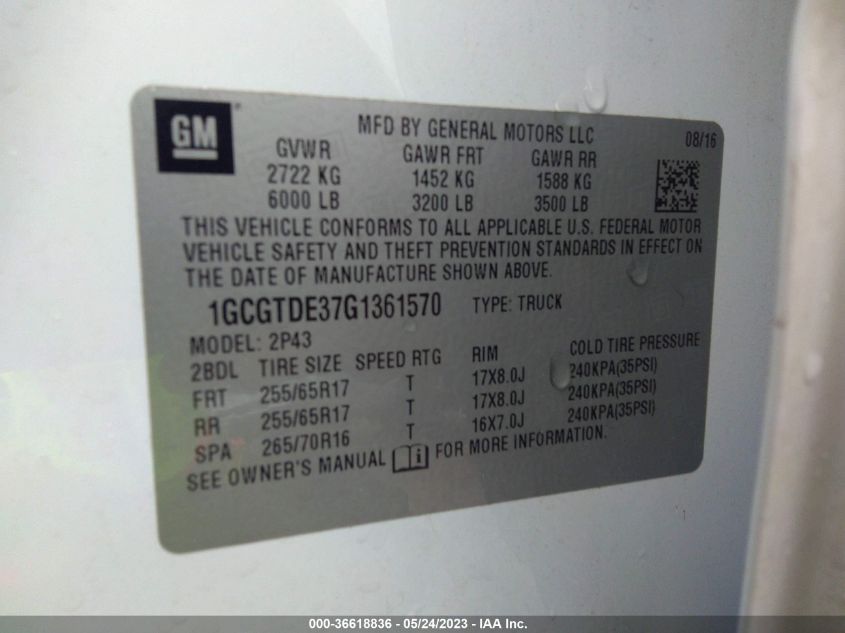 GM
MFD BY GENERAL MOTORS LLC 08/16
GVWR GAWR FRT GAWR RR
2722 KG 1452 KG 1588 KG
6000 LB 3200 LB 3500 LB
THIS VEHICLE CONFORMS TO ALL APPLICABLE U.S. FEDERAL MOTOR
VEHICLE SAFETY AND THEFT PREVENTION STANDARDS IN EFFECT ON
THE DATE OF MANUFACTURE SHOWN ABOVE.
1GCGTDE37G1361570 TYPE: TRUCK
MODEL: 2P43
2BDL TIRE SIZE SPEED RTG RIM COLD TIRE PRESSURE
FRT 255/65R17 T 17X8.0J 240KPA(35PSI)
RR 255/65R17 T 17X8.0J 240KPA(35PSI)
SPA 265/70R16 T 16X7.0J 240KPA(35PSI)
SEE OWNER'S MANUAL FOR MORE INFORMATION.
000-36618836 - 05/24/2023 - IAA Inc.